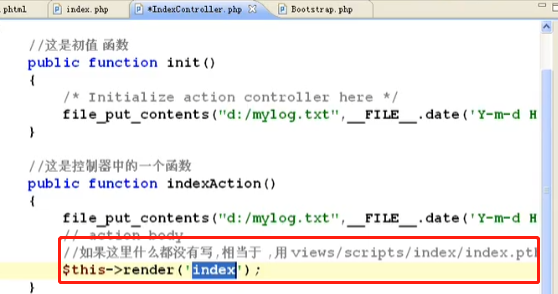 .phtml index.php *IndexController.php Bootstrap.php
//这是初值 函数
public function init()
{
/* Initialize action controller here */
file_put_contents("d:/mylog.txt",__FILE__.date('Y-m-d H
}
//这是控制器中的一个函数
public function indexAction()
{
file_put_contents("d:/mylog.txt",__FILE__.date('Y-m-d H
// action body
//如果这里什么都没有写,相当于 ,用 views/scripts/index/index.pth
$this->render('index');
}